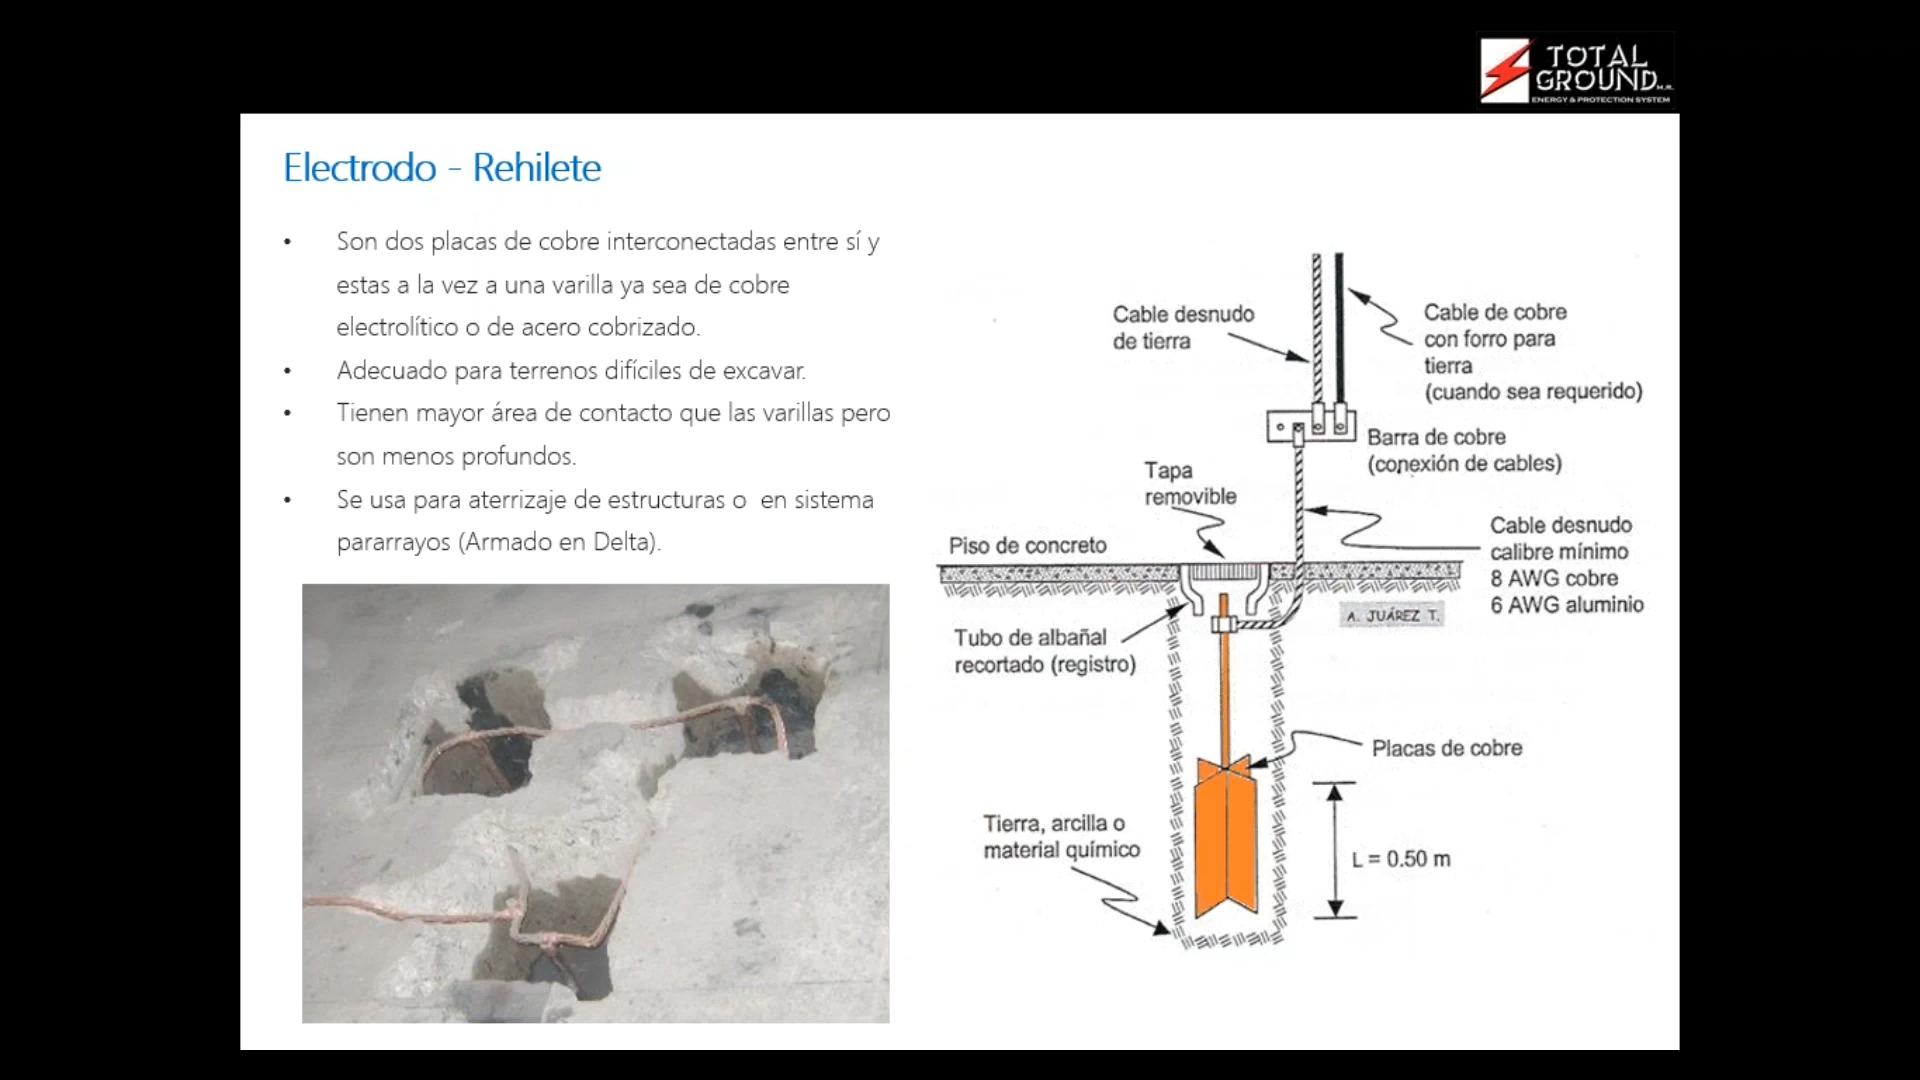 TOTAL
GROUND M.R.
ENERGY & PROTECTION SYSTEM
Electrodo - Rehilete
• Son dos placas de cobre interconectadas entre sí y
estas a la vez a una varilla ya sea de cobre
electrolítico o de acero cobrizado.
• Adecuado para terrenos difíciles de excavar.
• Tienen mayor área de contacto que las varillas pero
son menos profundos.
• Se usa para aterrizaje de estructuras o en sistema
pararrayos (Armado en Delta).
Cable desnudo
de tierra
Cable de cobre
con forro para
tierra
(cuando sea requerido)
Barra de cobre
(conexión de cables)
Tapa
removible
Piso de concreto
Cable desnudo
calibre mínimo
8 AWG cobre
6 AWG aluminio
A. JUÁREZ T.
Tubo de albañal
recortado (registro)
Placas de cobre
Tierra, arcilla o
material químico
L = 0.50 m